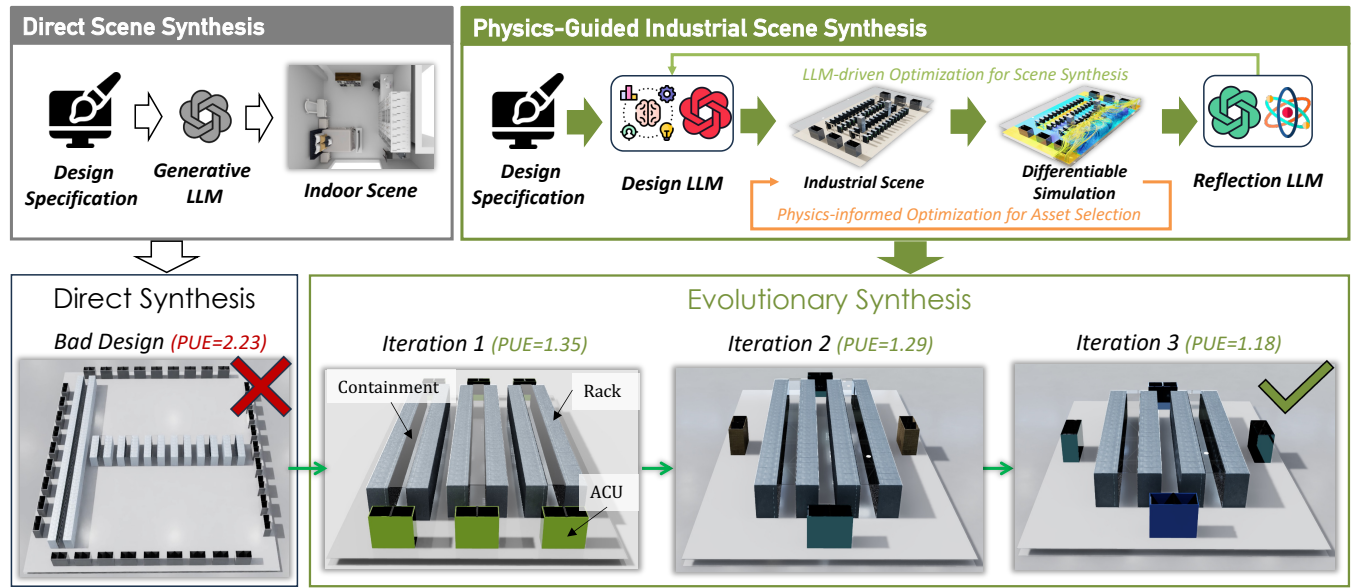 Direct Scene Synthesis
Design
Specification
Generative
LLM
Indoor Scene
Physics-Guided Industrial Scene Synthesis
LLM-driven Optimization for Scene Synthesis
Design
Specification
Design LLM
Industrial Scene
Differentiable
Simulation
Reflection LLM
Physics-informed Optimization for Asset Selection
Direct Synthesis
Bad Design (PUE=2.23)
Evolutionary Synthesis
Iteration 1 (PUE=1.35)
Containment
Rack
ACU
Iteration 2 (PUE=1.29)
Iteration 3 (PUE=1.18)